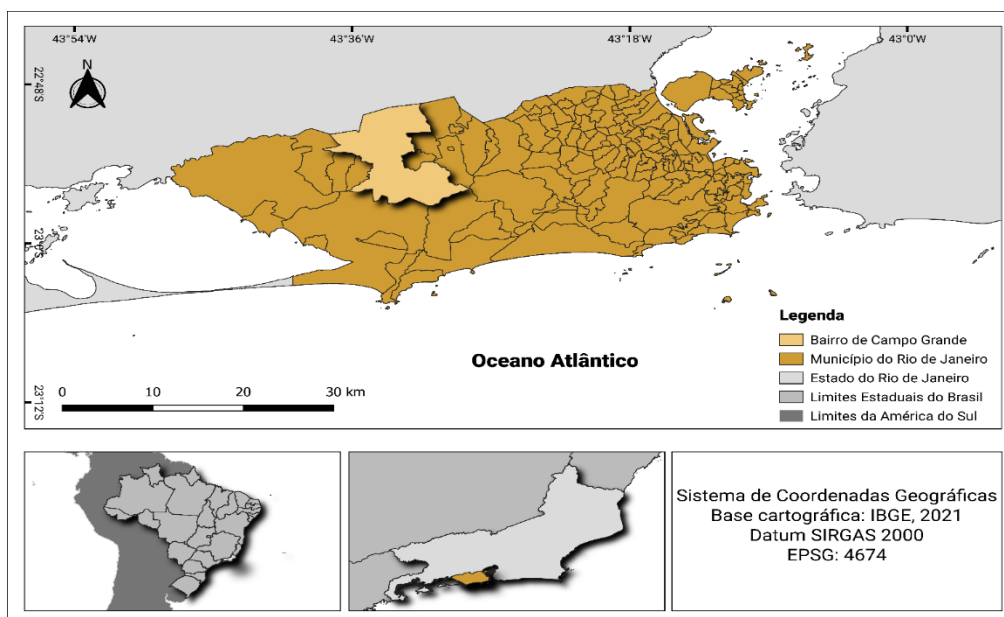 43°54'W
43°36'W
43°18'W
43°0'W
22°48'S
N
23°0'S
23°12'S
Oceano Atlântico
0
10
20
30 km
Legenda
Bairro de Campo Grande
Município do Rio de Janeiro
Estado do Rio de Janeiro
Limites Estaduais do Brasil
Limites da América do Sul
Sistema de Coordenadas Geográficas
Base cartográfica: IBGE, 2021
Datum SIRGAS 2000
EPSG: 4674